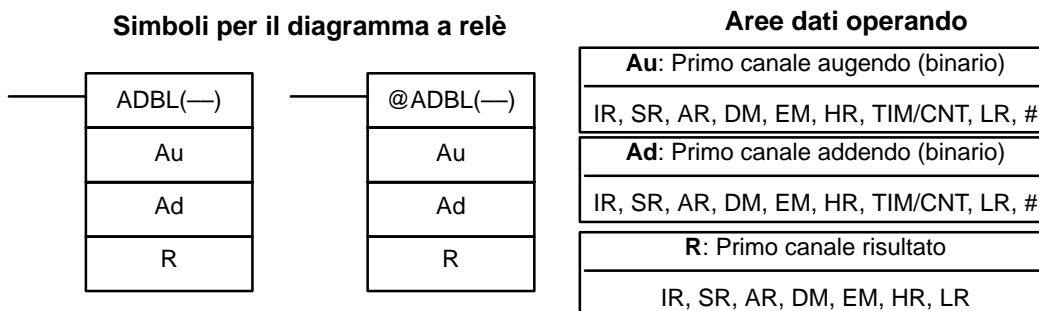 Simboli per il diagramma a relè
ADBL(—)
Au
Ad
R
@ADBL(—)
Au
Ad
R
Aree dati operando
Au: Primo canale augendo (binario)
IR, SR, AR, DM, EM, HR, TIM/CNT, LR, #
Ad: Primo canale addendo (binario)
IR, SR, AR, DM, EM, HR, TIM/CNT, LR, #
R: Primo canale risultato
IR, SR, AR, DM, EM, HR, LR